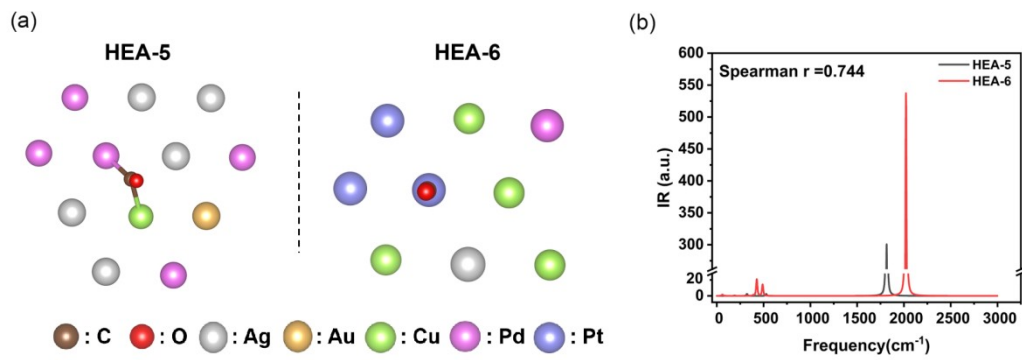 (a)
HEA-5
HEA-6
: C : O : Ag : Au : Cu : Pd : Pt
(b)
Spearman r =0.744
HEA-5
HEA-6
IR (a.u.)
600
550
500
450
400
350
300
20
0
0 500 1000 1500 2000 2500 3000
Frequency(cm-1)